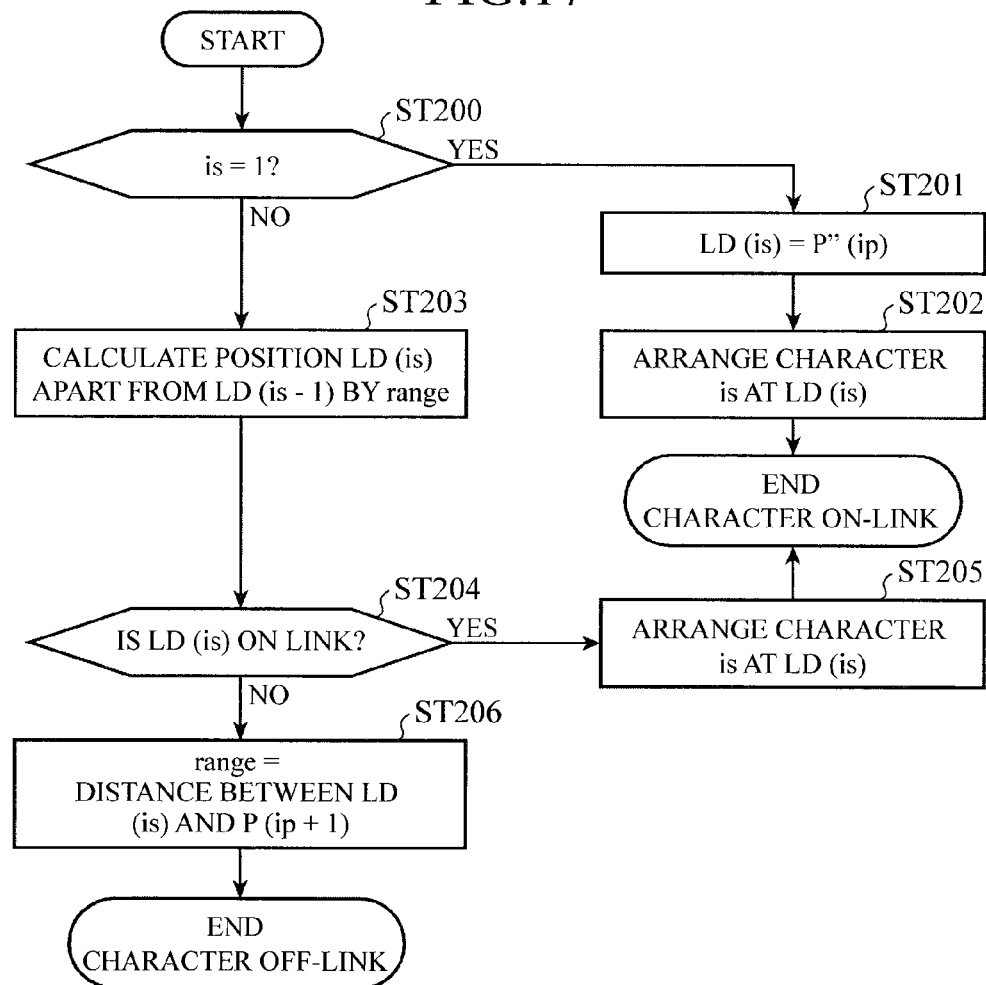 FIG.17
START
ST200
is = 1?
YES
NO
ST201
LD (is) = P” (ip)
ST202
ARRANGE CHARACTER
is AT LD (is)
END
CHARACTER ON-LINK
ST203
CALCULATE POSITION LD (is)
APART FROM LD (is - 1) BY range
ST204
IS LD (is) ON LINK?
YES
NO
ST205
ARRANGE CHARACTER
is AT LD (is)
ST206
range =
DISTANCE BETWEEN LD
(is) AND P (ip + 1)
END
CHARACTER OFF-LINK